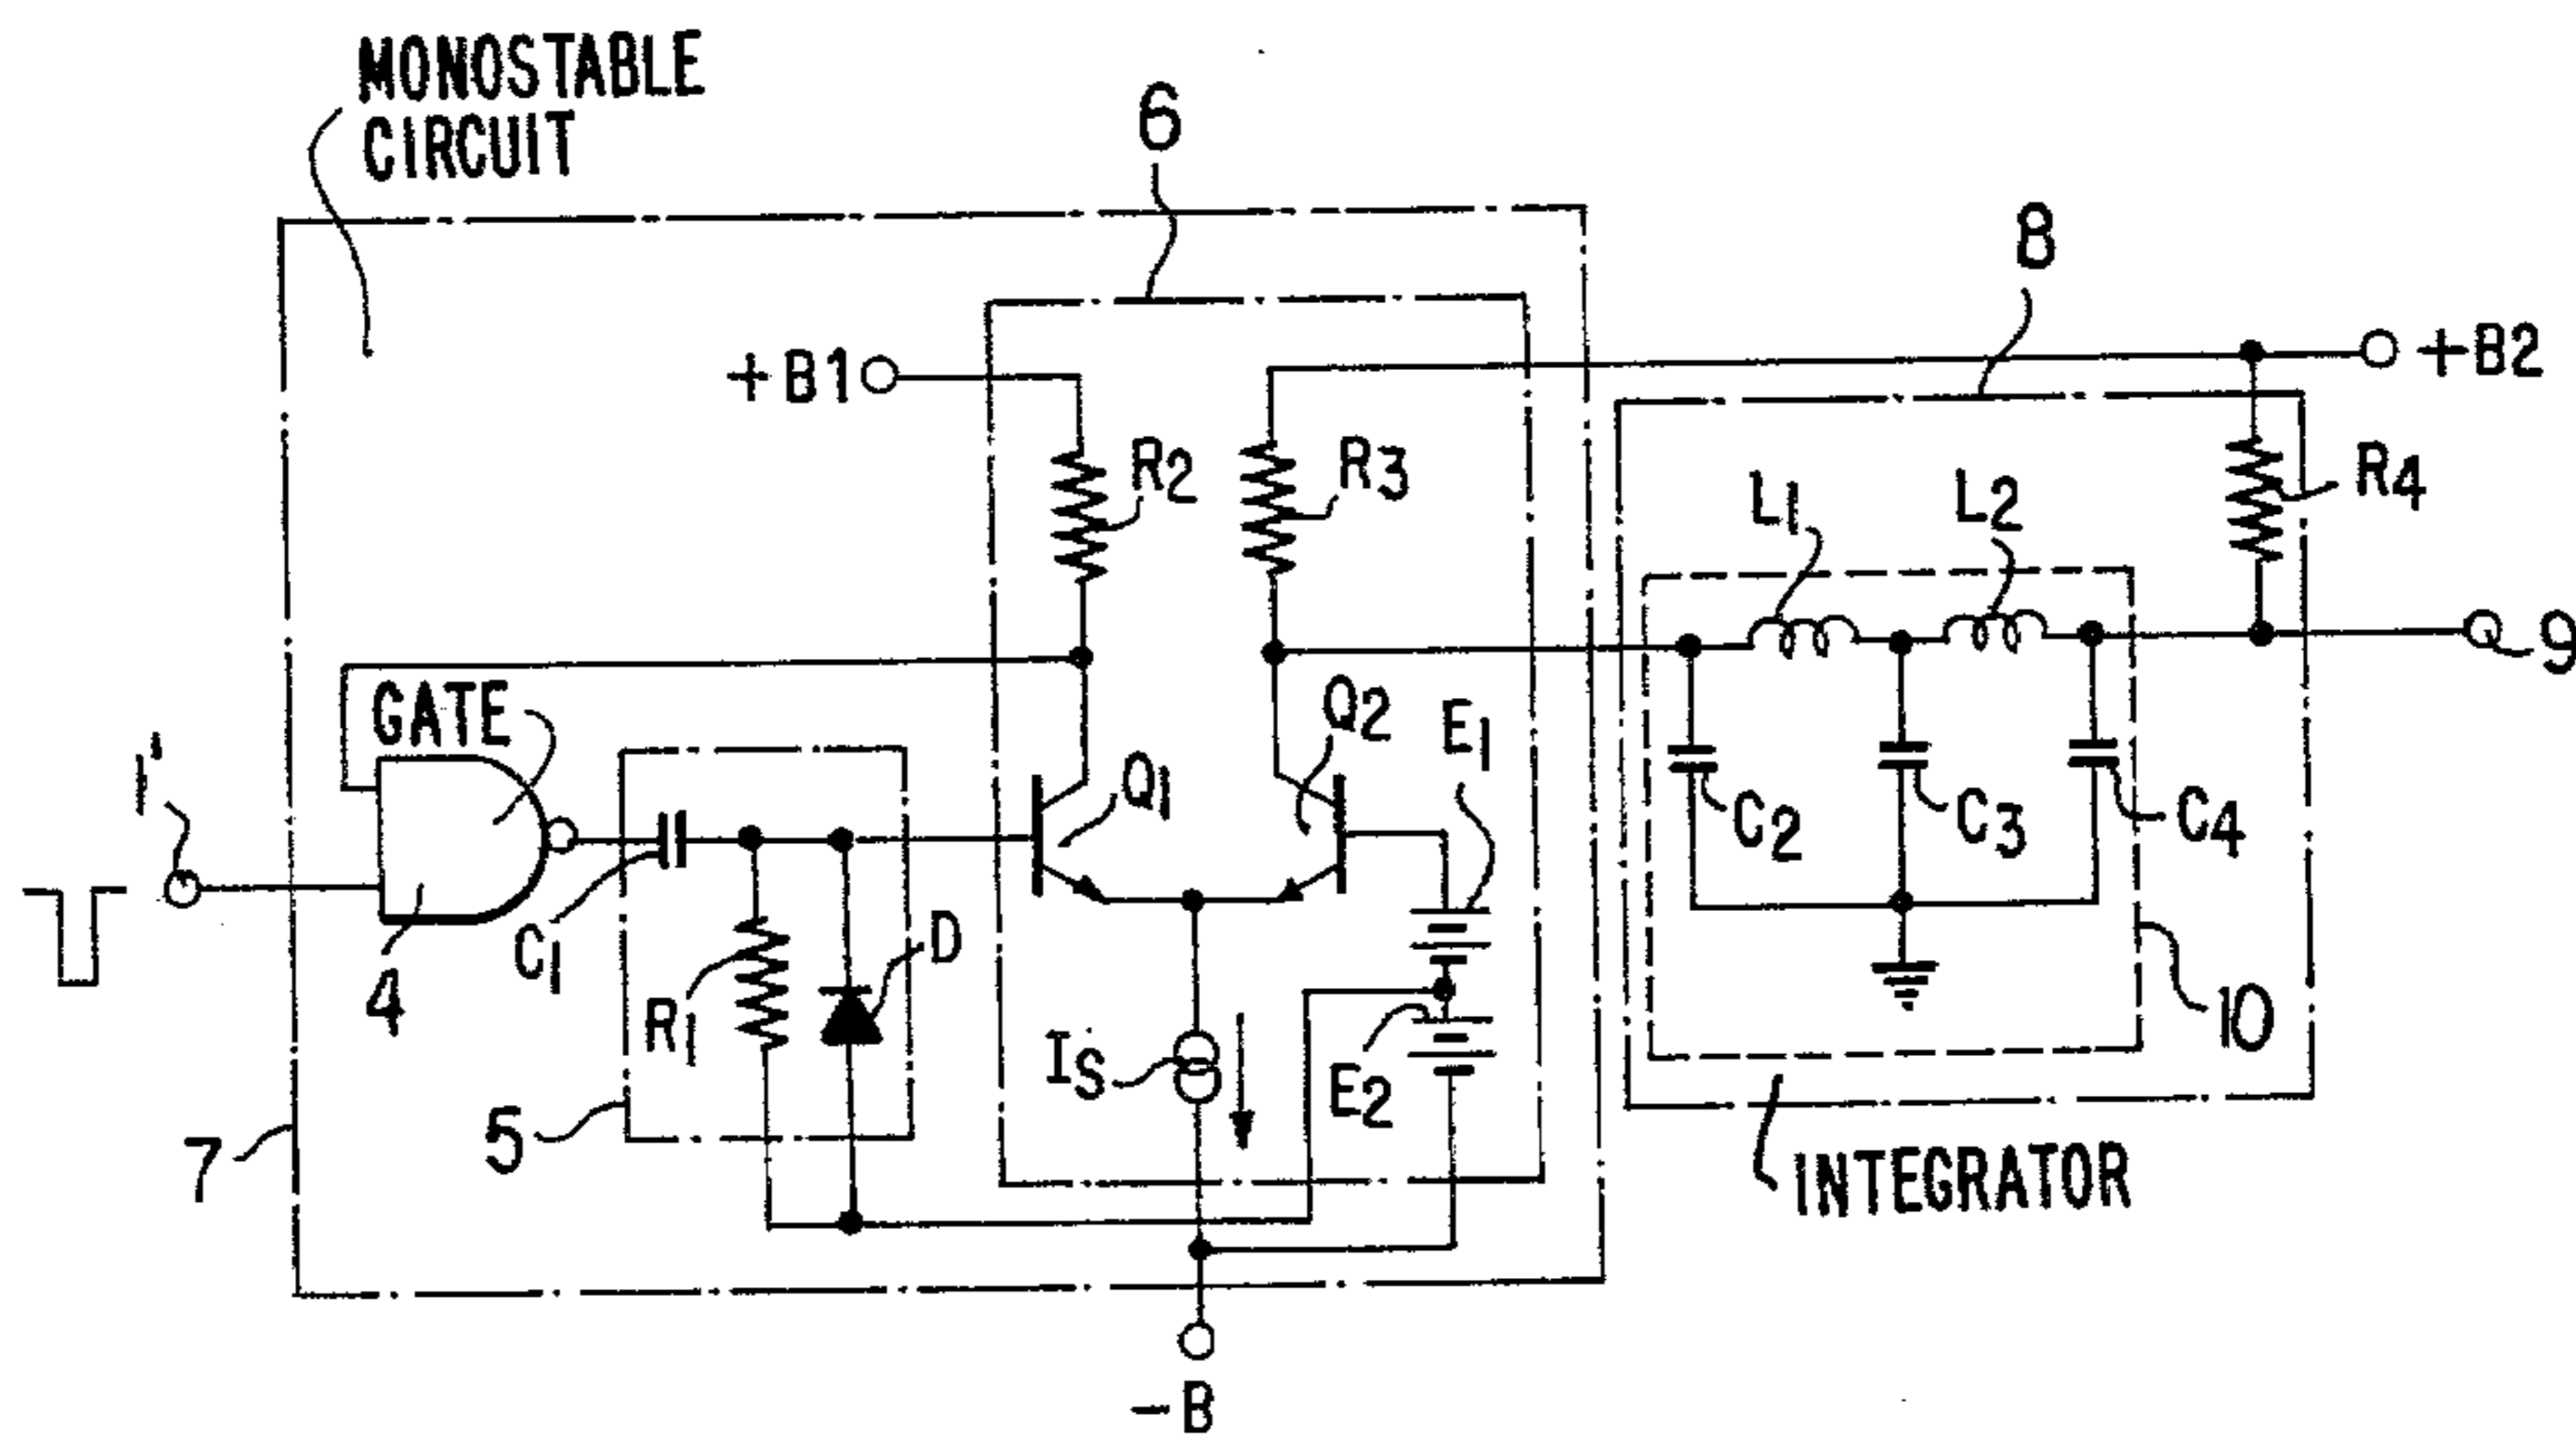 MONOSTABLE
CIRCUIT
6
8
+B1
+B2
R2
R3
R4
L1
L2
9
GATE
Q1
Q2
E1
1'
C1
C2
C3
C4
4
R1
D
IS
E2
10
5
7
INTEGRATOR
-B